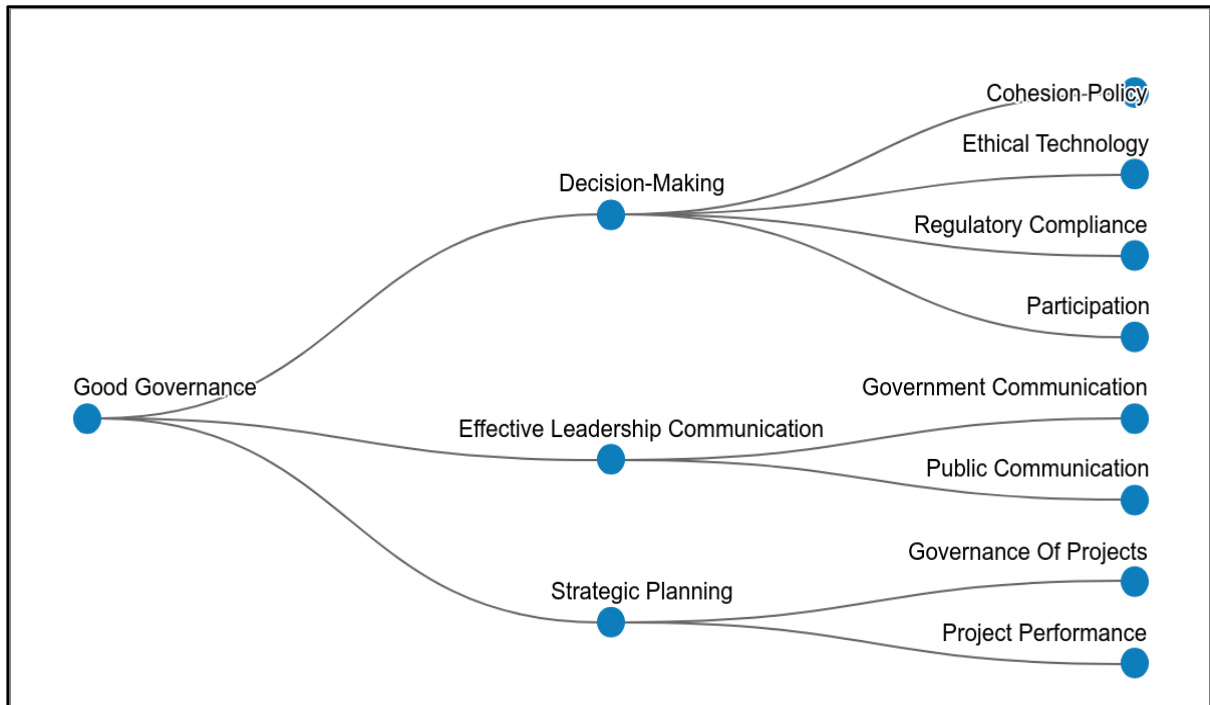 Good Governance
Decision-Making
Cohesion-Policy
Ethical Technology
Regulatory Compliance
Participation
Effective Leadership Communication
Government Communication
Public Communication
Strategic Planning
Governance Of Projects
Project Performance